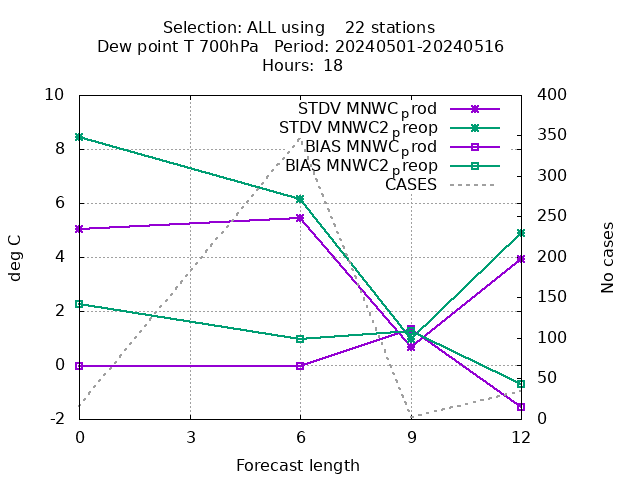 Selection: ALL using    22 stations
Dew point T 700hPa   Period: 20240501-20240516
Hours: 18
STDV MNWC_prod
STDV MNWC2_preop
BIAS MNWC_prod
BIAS MNWC2_preop
CASES
10
8
6
4
2
0
-2
400
350
300
250
200
150
100
50
0
deg C
No cases
0 3 6 9 12
Forecast length